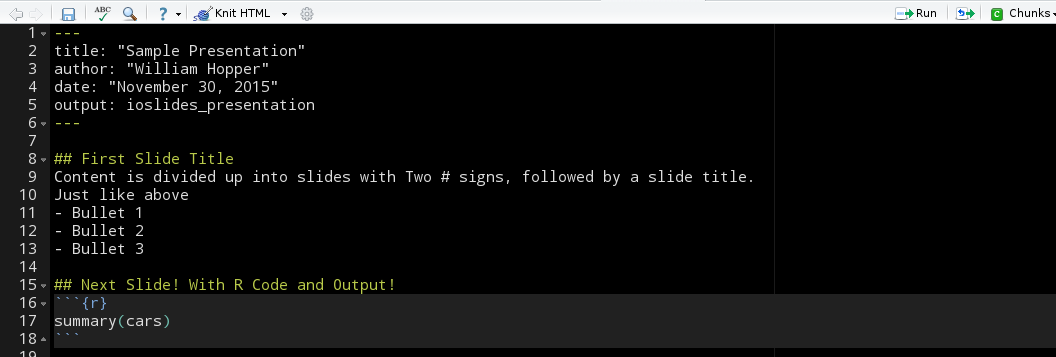 ABC ? Knit HTML Run C Chunks
1 ---
2 title: "Sample Presentation"
3 author: "William Hopper"
4 date: "November 30, 2015"
5 output: ioslides_presentation
6 ---
7
8 ## First Slide Title
9 Content is divided up into slides with Two # signs, followed by a slide title.
10 Just like above
11 - Bullet 1
12 - Bullet 2
13 - Bullet 3
14
15 ## Next Slide! With R Code and Output!
16 ```{r}
17 summary(cars)
18 ```
19